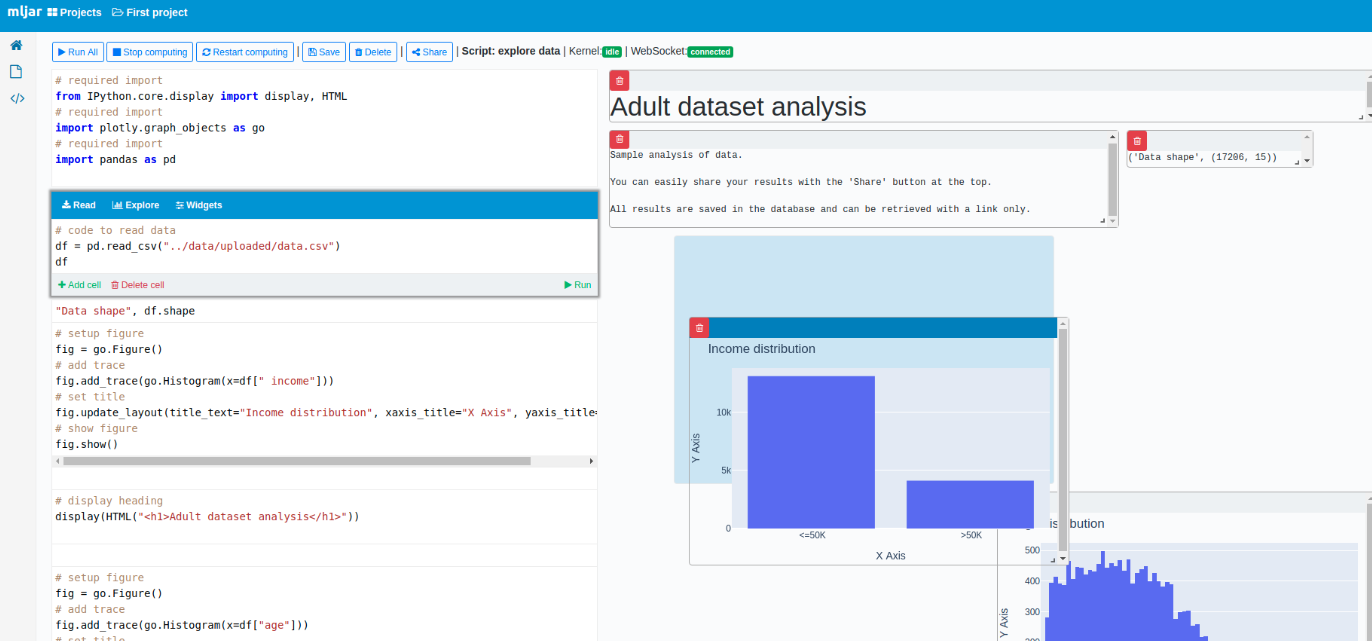 mljar Projects First project
Run All Stop computing Restart computing | Save Delete | Share | Script: explore data | Kernel: idle | WebSocket: connected
# required import
from IPython.core.display import display, HTML
# required import
import plotly.graph_objects as go
# required import
import pandas as pd
Read Explore Widgets
# code to read data
df = pd.read_csv("../data/uploaded/data.csv")
df
Add cell Delete cell Run
"Data shape", df.shape
# setup figure
fig = go.Figure()
# add trace
fig.add_trace(go.Histogram(x=df[" income"]))
# set title
fig.update_layout(title_text="Income distribution", xaxis_title="X Axis", yaxis_title=
# show figure
fig.show()
# display heading
display(HTML("<h1>Adult dataset analysis</h1>"))
# setup figure
fig = go.Figure()
# add trace
fig.add_trace(go.Histogram(x=df["age"]))
# set title
Adult dataset analysis
Sample analysis of data.
You can easily share your results with the 'Share' button at the top.
All results are saved in the database and can be retrieved with a link only.
('Data shape', (17206, 15))
Income distribution
10k
5k
0
Y Axis
<=50K >50K
X Axis
500
400
300
200
Y Axis